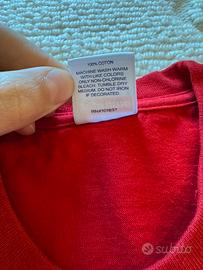 100% COTTON
MACHINE WASH WARM
WITH LIKE COLORS
ONLY NON-CHLORINE
BLEACH. TUMBLE DRY
MEDIUM. DO NOT IRON
IF DECORATED.
subito